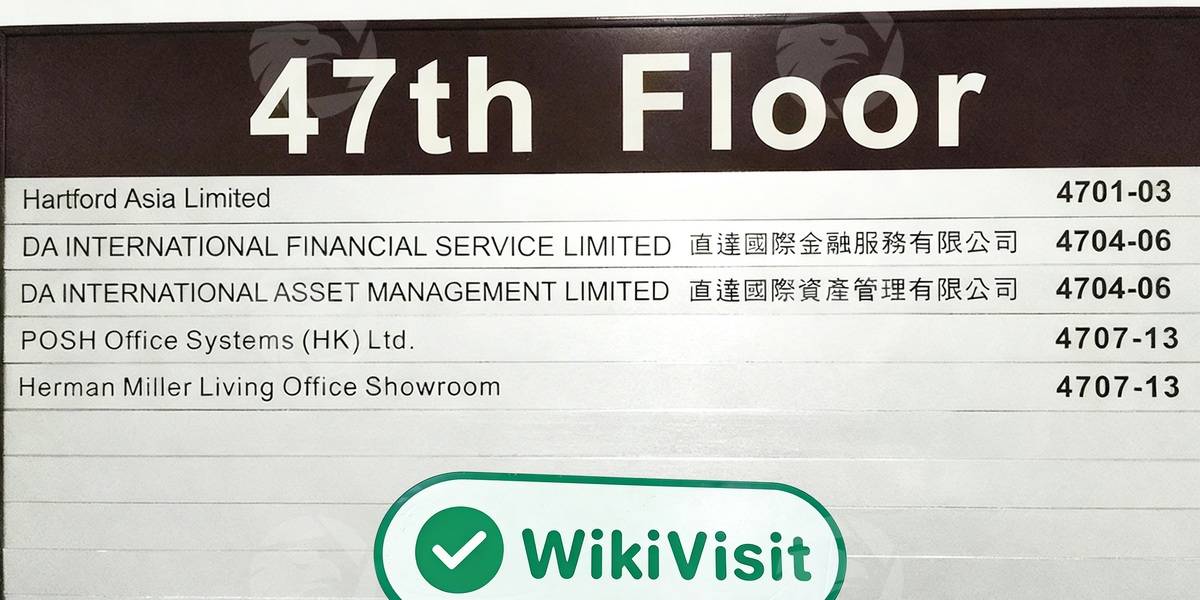 47th Floor
Hartford Asia Limited 4701-03
DA INTERNATIONAL FINANCIAL SERVICE LIMITED 直達國際金融服務有限公司 4704-06
DA INTERNATIONAL ASSET MANAGEMENT LIMITED 直達國際資產管理有限公司 4704-06
POSH Office Systems (HK) Ltd. 4707-13
Herman Miller Living Office Showroom 4707-13
WikiVisit